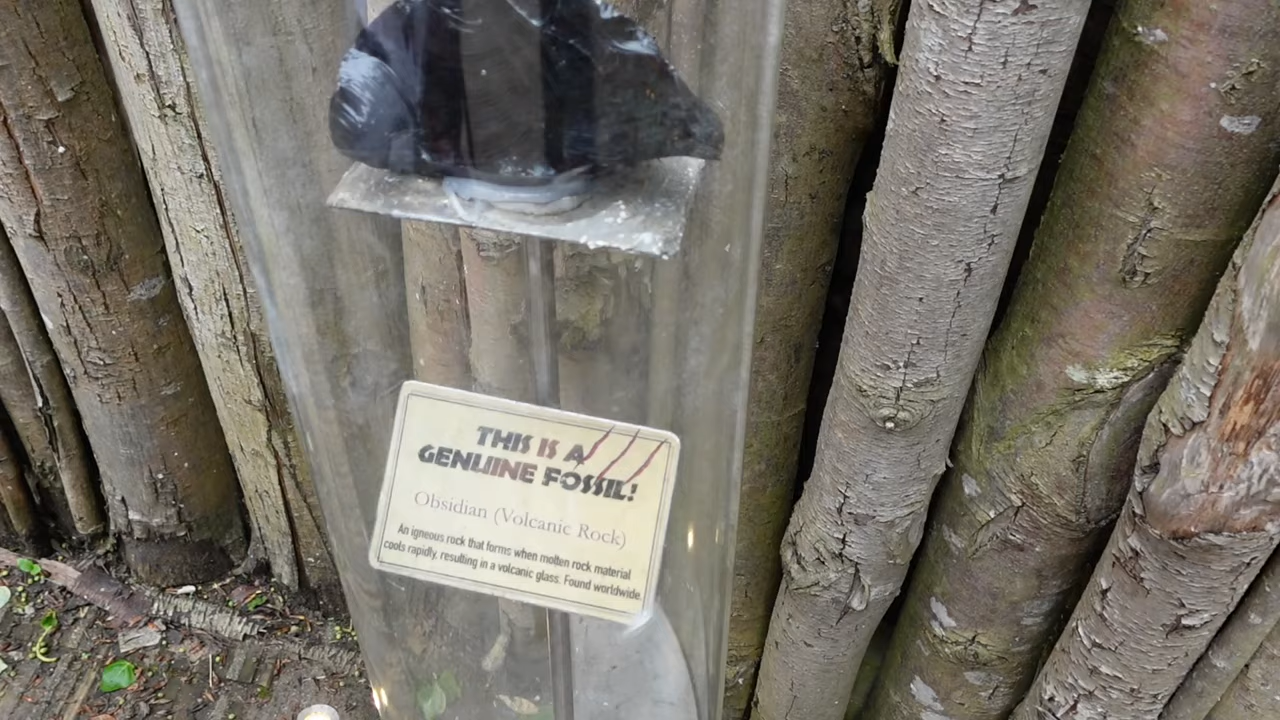 THIS IS A
GENUINE FOSSIL!
Obsidian (Volcanic Rock)
An igneous rock that forms when molten rock material
cools rapidly, resulting in a volcanic glass. Found worldwide.